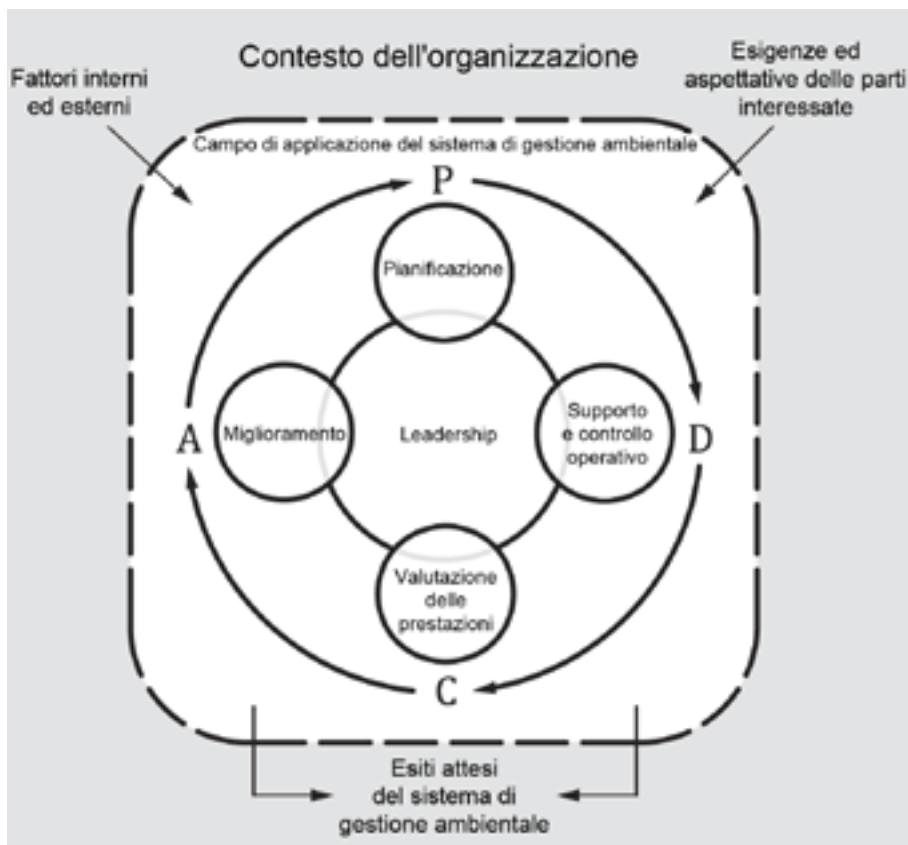 Contesto dell'organizzazione
Fattori interni
ed esterni
Esigenze ed
aspettative delle parti
interessate
Campo di applicazione del sistema di gestione ambientale
P
Pianificazione
A
Miglioramento
Leadership
Supporto
e controllo
operativo
D
Valutazione
delle
prestazioni
C
Esiti attesi
del sistema di
gestione ambientale